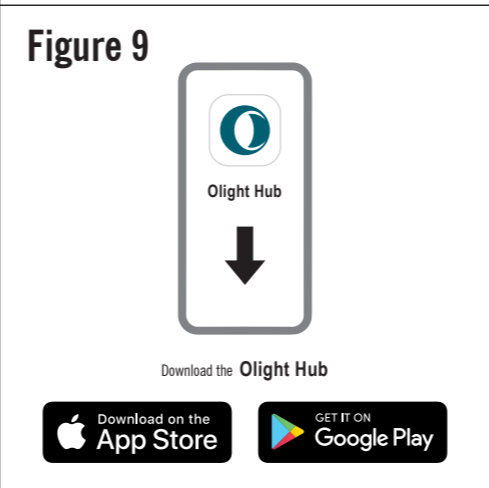 Figure 9
Olight Hub
Download the Olight Hub
Download on the
App Store
GET IT ON
Google Play